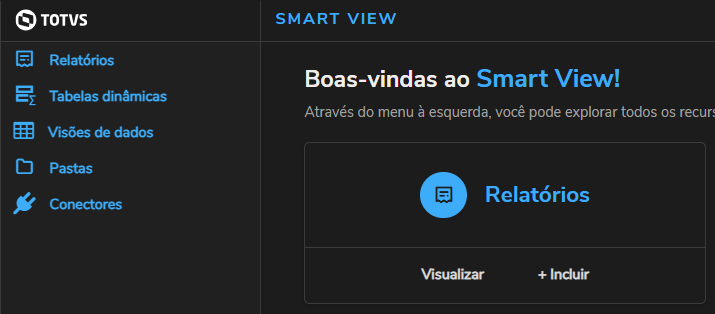 TOTVS
Relatórios
Tabelas dinâmicas
Visões de dados
Pastas
Conectores
SMART VIEW
Boas-vindas ao Smart View!
Através do menu à esquerda, você pode explorar todos os
Relatórios
Visualizar
+ Incluir